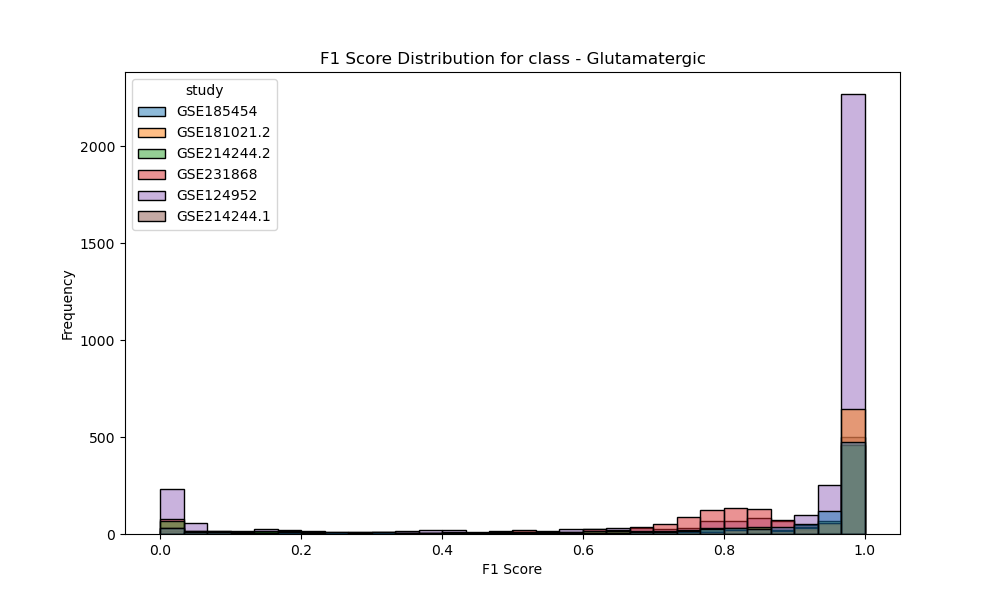 F1 Score Distribution for class - Glutamatergic
study
GSE185454
GSE181021.2
GSE214244.2
GSE231868
GSE124952
GSE214244.1
Frequency
2000
1500
1000
500
0
0.0 0.2 0.4 0.6 0.8 1.0
F1 Score